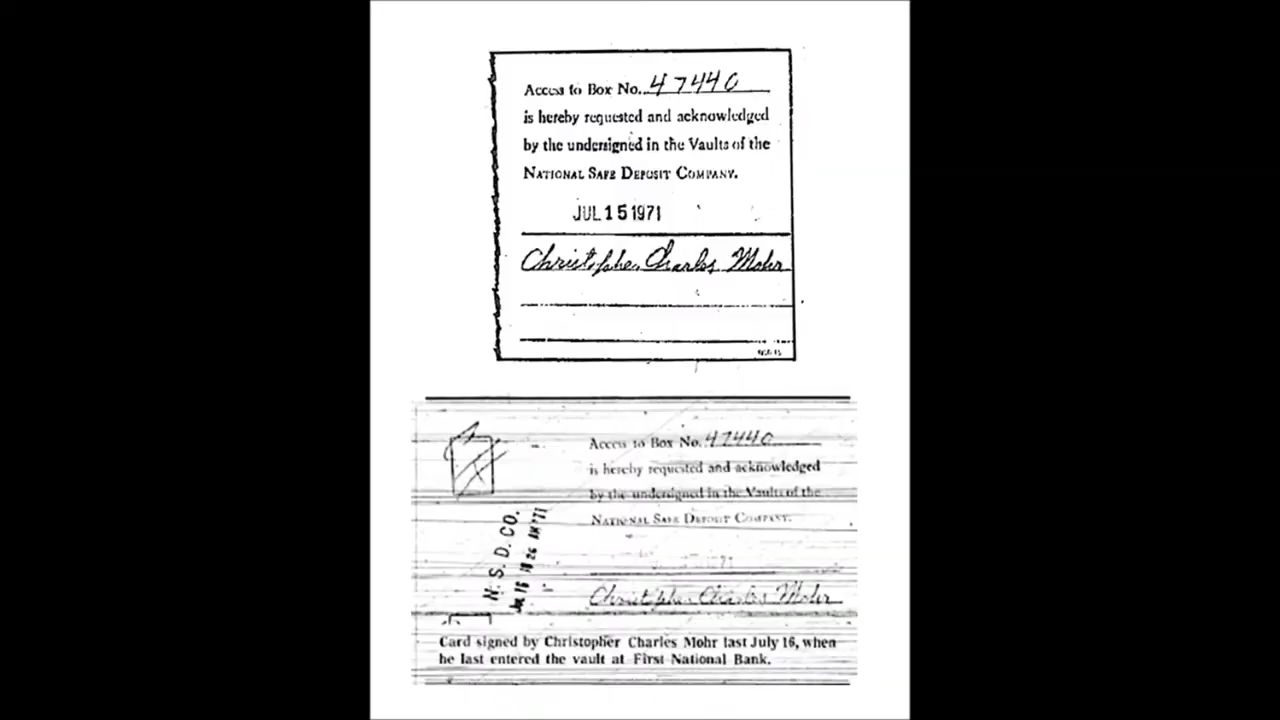 Access to Box No. 47440
is hereby requested and acknowledged
by the undersigned in the Vaults of the
NATIONAL SAFE DEPOSIT COMPANY.
JUL 15 1971
Christopher Charles Mohr
Access to Box No. 47440
is hereby requested and acknowledged
by the undersigned in the Vaults of the
NATIONAL SAFE DEPOSIT COMPANY.
N. S. D. CO.
Christopher Charles Mohr
Card signed by Christopher Charles Mohr last July 16, when
he last entered the vault at First National Bank.